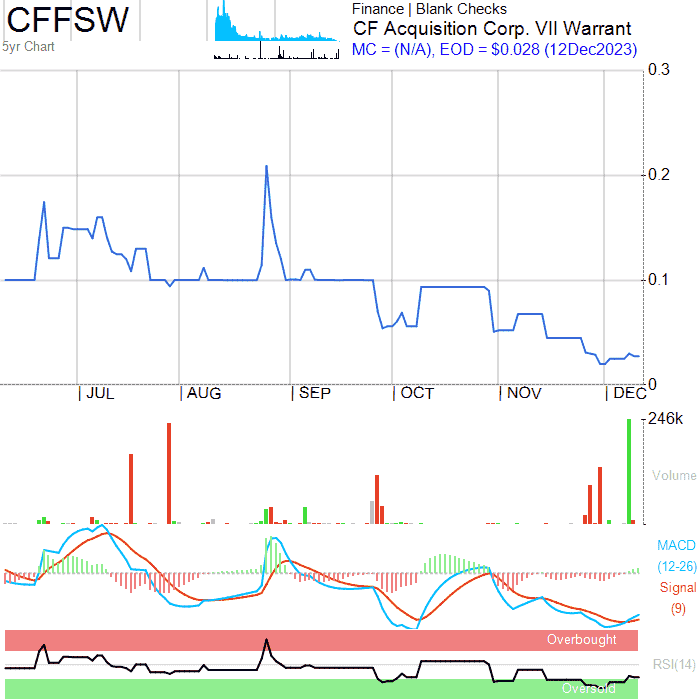 CFFSW
5yr Chart
Finance | Blank Checks
CF Acquisition Corp. VII Warrant
MC = (N/A), EOD = $0.028 (12Dec2023)
0.3
0.2
0.1
0
JUL
AUG
SEP
OCT
NOV
DEC
246k
Volume
MACD
(12-26)
Signal
(9)
Overbought
RSI(14)
Oversold